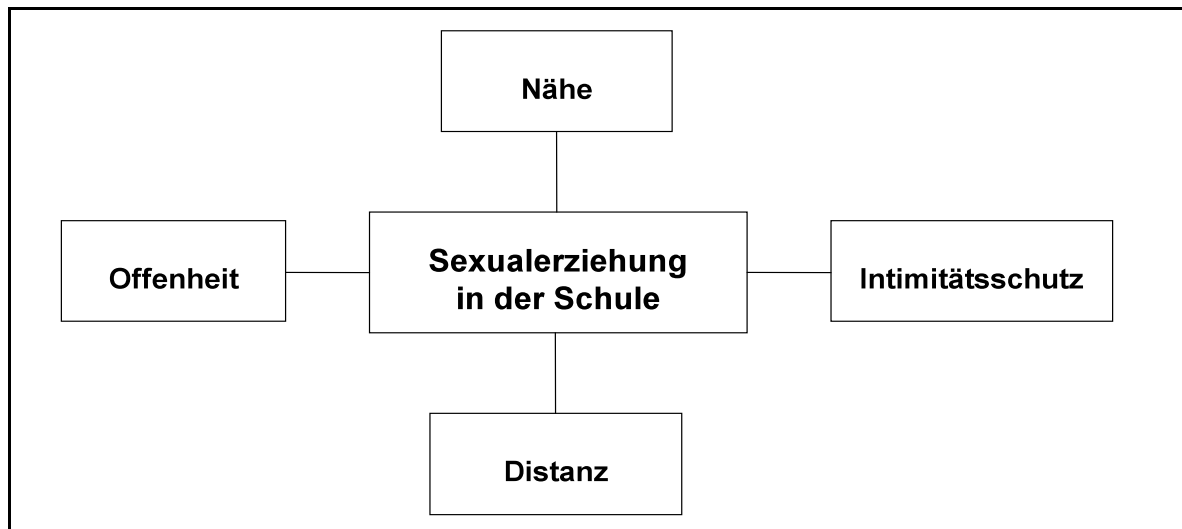 Nähe
Offenheit
Sexualerziehung
in der Schule
Intimitätsschutz
Distanz